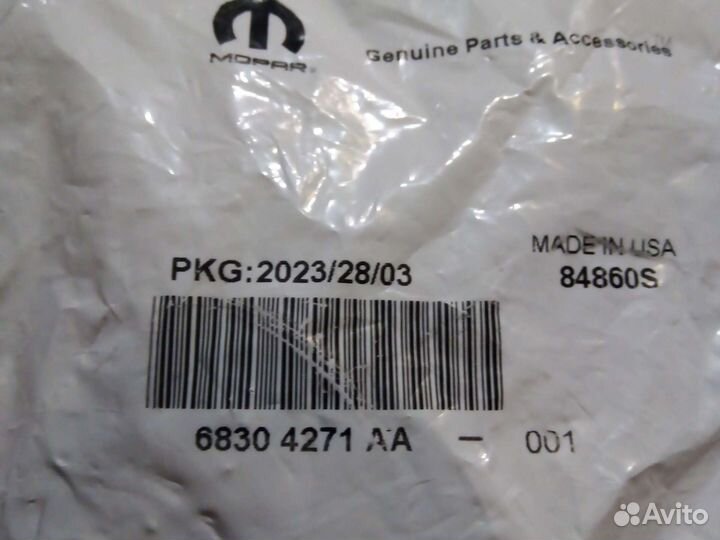 MOPAR
Genuine Parts & Accessories
MADE IN USA
PKG:2023/28/03
84860S
6830 4271 AA - 001
Avito